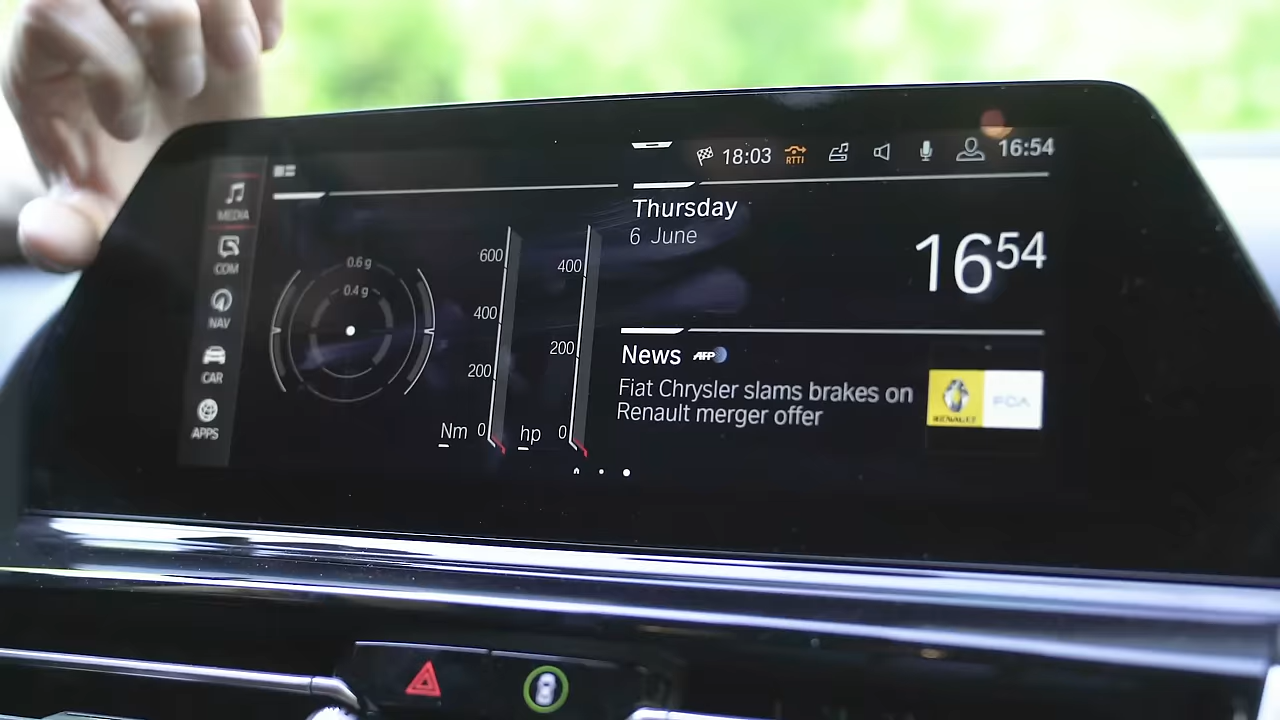 18:03
RTTI
16:54
MEDIA
COM
NAV
CAR
APPS
0.6 g
0.4 g
600
400
200
0
Nm
400
200
0
hp
Thursday
6 June
16 54
News AFP
Fiat Chrysler slams brakes on
Renault merger offer
RENAULT
FCA